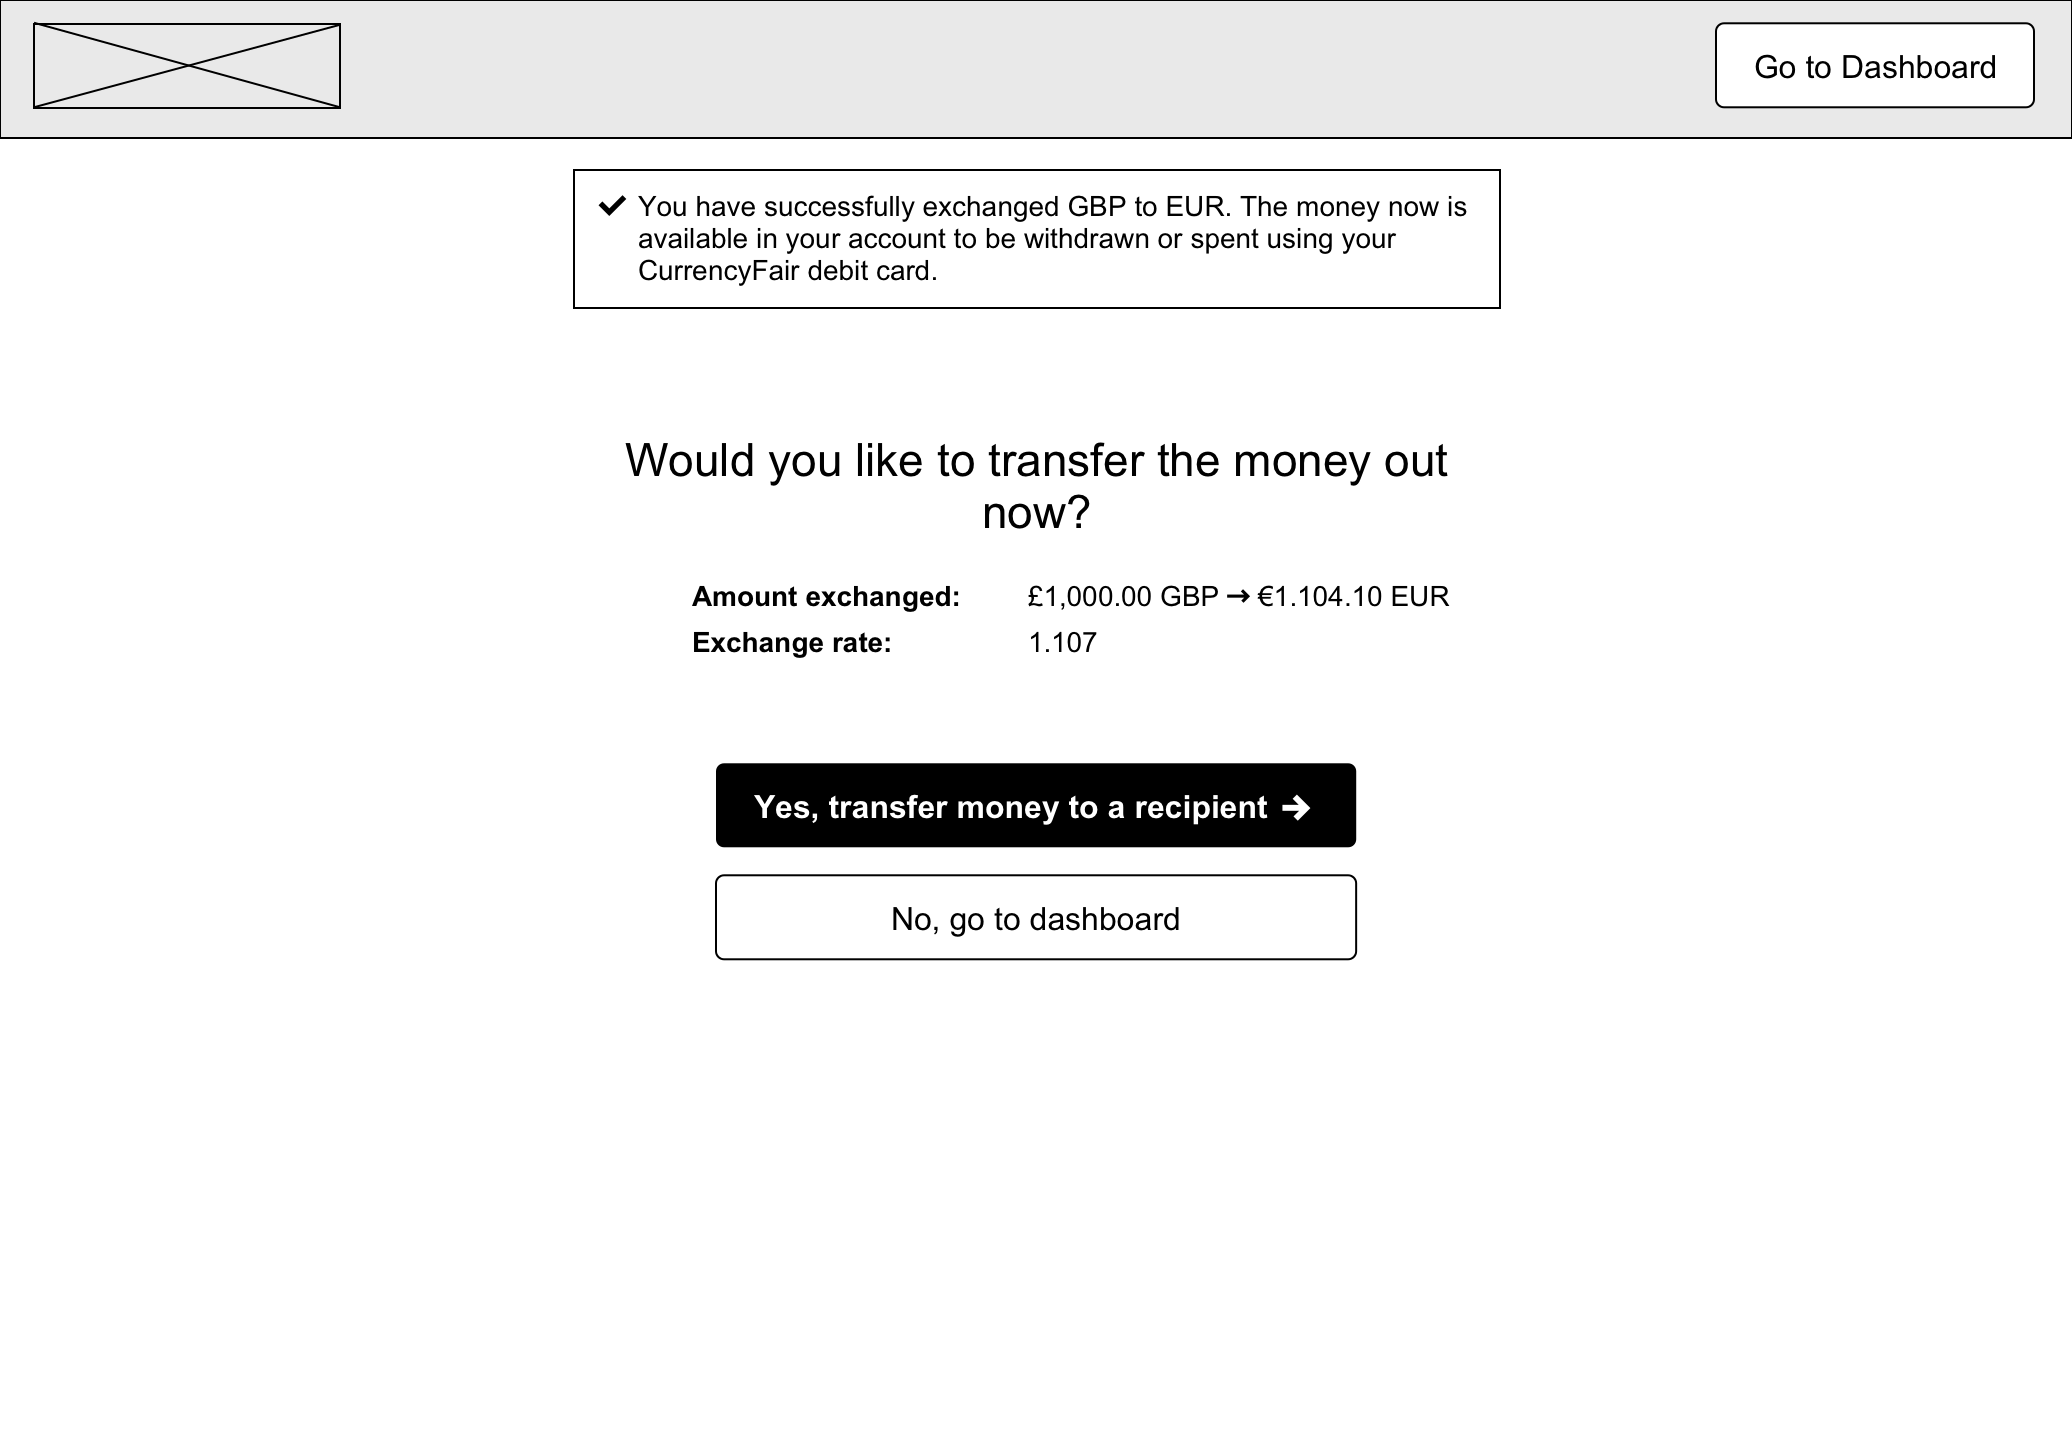 Go to Dashboard
You have successfully exchanged GBP to EUR. The money now is
available in your account to be withdrawn or spent using your
CurrencyFair debit card.
Would you like to transfer the money out
now?
Amount exchanged: £1,000.00 GBP → €1.104.10 EUR
Exchange rate: 1.107
Yes, transfer money to a recipient →
No, go to dashboard